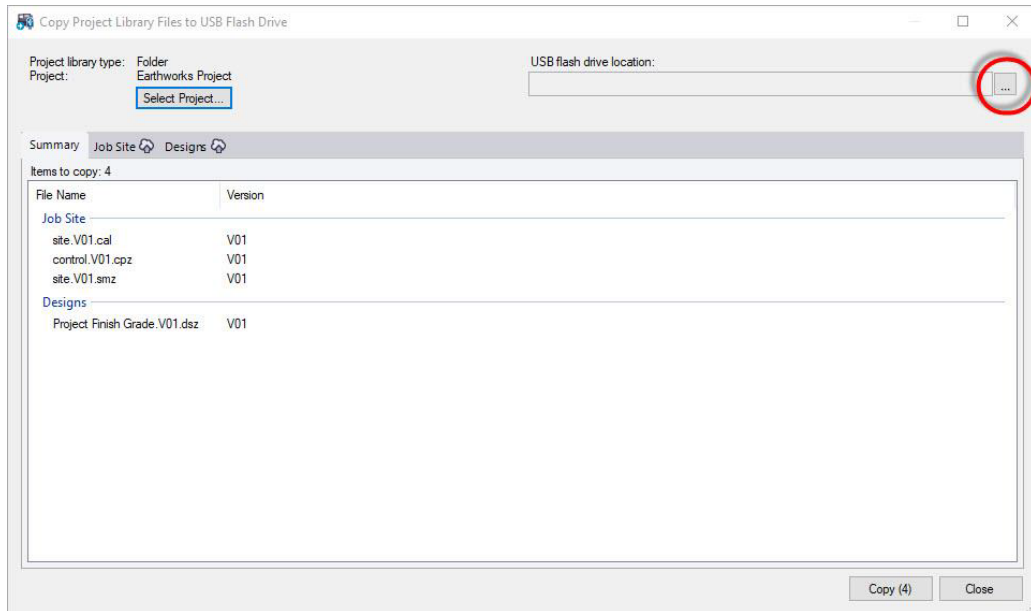 Copy Project Library Files to USB Flash Drive
Project library type: Folder
Project: Earthworks Project
Select Project...
USB flash drive location:
...
Summary Job Site Designs
Items to copy: 4
File Name Version
Job Site
site.V01.cal V01
control.V01.cpz V01
site.V01.smz V01
Designs
Project Finish Grade.V01.dsz V01
Copy (4) Close